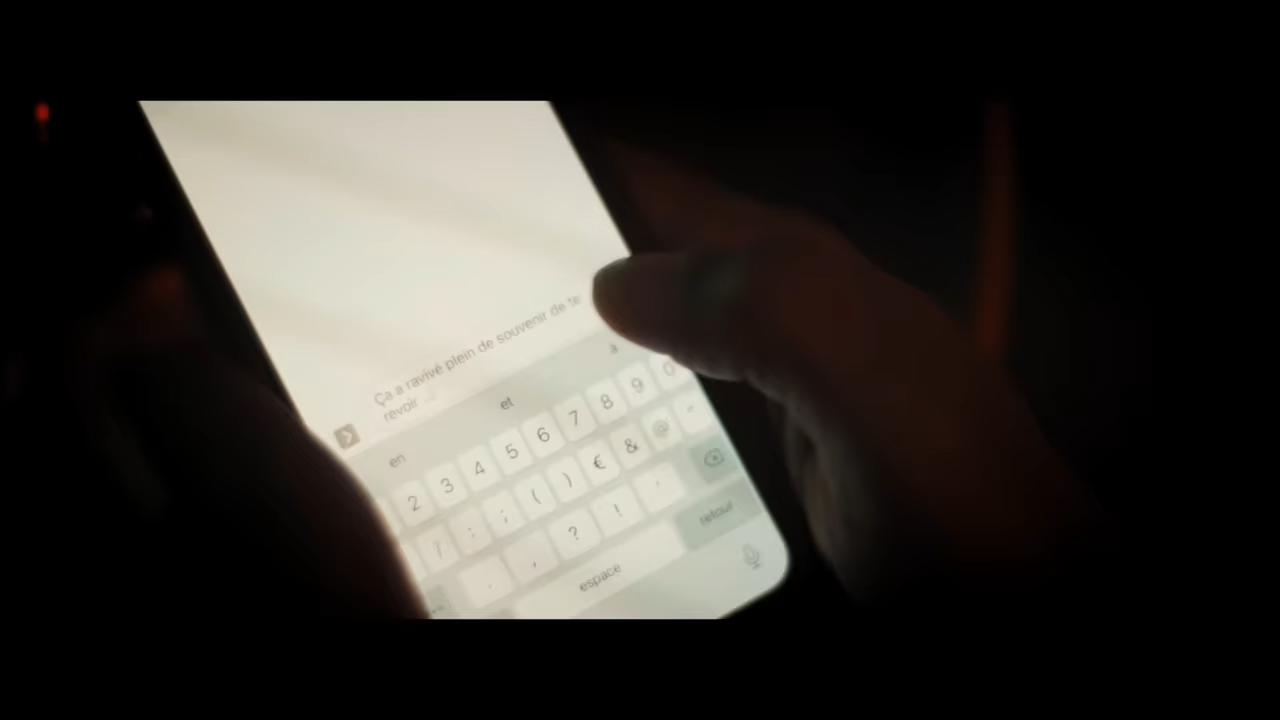 Ça a ravivé plein de souvenir de te
revoir ...
en et à
2 3 4 5 6 7 8 9 0
/ : ; ( ) € & @ "
. , ? ! '
espace retour